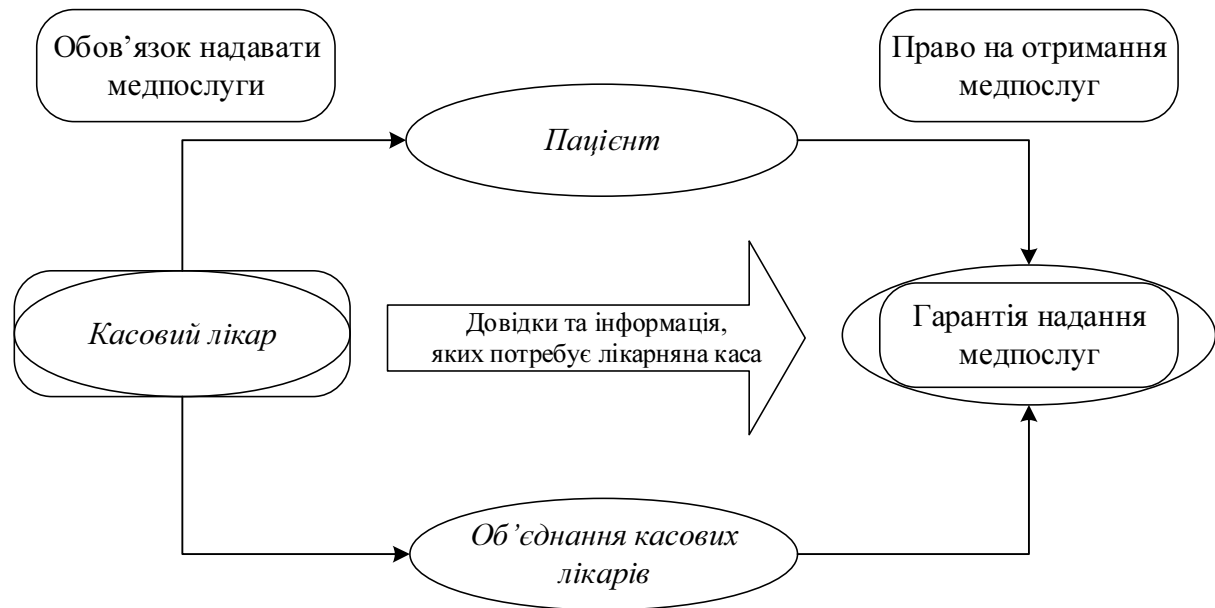 Обов’язок надавати
медпослуги
Право на отримання
медпослуг
Пацієнт
Касовий лікар
Довідки та інформація,
яких потребує лікарняна каса
Гарантія надання
медпослуг
Об’єднання касових
лікарів